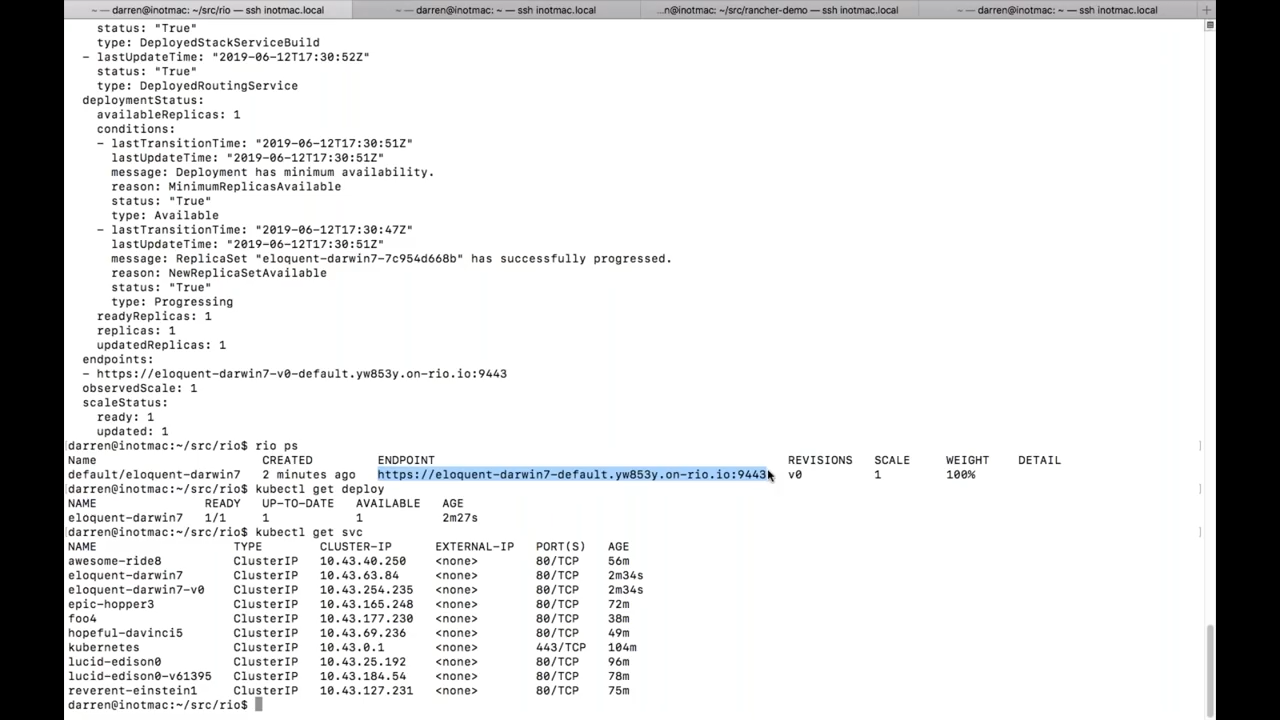 ~ — darren@inotmac: ~/src/rio — ssh inotmac.local
~ — darren@inotmac: ~ — ssh inotmac.local
...n@inotmac: ~/src/rancher-demo — ssh inotmac.local
~ — darren@inotmac: ~ — ssh inotmac.local
+
status: "True"
type: DeployedStackServiceBuild
- lastUpdateTime: "2019-06-12T17:30:52Z"
status: "True"
type: DeployedRoutingService
deploymentStatus:
availableReplicas: 1
conditions:
- lastTransitionTime: "2019-06-12T17:30:51Z"
lastUpdateTime: "2019-06-12T17:30:51Z"
message: Deployment has minimum availability.
reason: MinimumReplicasAvailable
status: "True"
type: Available
- lastTransitionTime: "2019-06-12T17:30:47Z"
lastUpdateTime: "2019-06-12T17:30:51Z"
message: ReplicaSet "eloquent-darwin7-7c954d668b" has successfully progressed.
reason: NewReplicaSetAvailable
status: "True"
type: Progressing
readyReplicas: 1
replicas: 1
updatedReplicas: 1
endpoints:
- https://eloquent-darwin7-v0-default.yw853y.on-rio.io:9443
observedScale: 1
scaleStatus:
ready: 1
updated: 1
[darren@inotmac:~/src/rio$ rio ps ]
Name CREATED ENDPOINT REVISIONS SCALE WEIGHT DETAIL
default/eloquent-darwin7 2 minutes ago https://eloquent-darwin7-default.yw853y.on-rio.io:9443 v0 1 100%
[darren@inotmac:~/src/rio$ kubectl get deploy ]
NAME READY UP-TO-DATE AVAILABLE AGE
eloquent-darwin7 1/1 1 1 2m27s
[darren@inotmac:~/src/rio$ kubectl get svc ]
NAME TYPE CLUSTER-IP EXTERNAL-IP PORT(S) AGE
awesome-ride8 ClusterIP 10.43.40.250 <none> 80/TCP 56m
eloquent-darwin7 ClusterIP 10.43.63.84 <none> 80/TCP 2m34s
eloquent-darwin7-v0 ClusterIP 10.43.254.235 <none> 80/TCP 2m34s
epic-hopper3 ClusterIP 10.43.165.248 <none> 80/TCP 72m
foo4 ClusterIP 10.43.177.230 <none> 80/TCP 38m
hopeful-davinci5 ClusterIP 10.43.69.236 <none> 80/TCP 49m
kubernetes ClusterIP 10.43.0.1 <none> 443/TCP 104m
lucid-edison0 ClusterIP 10.43.25.192 <none> 80/TCP 96m
lucid-edison0-v61395 ClusterIP 10.43.184.54 <none> 80/TCP 78m
reverent-einstein1 ClusterIP 10.43.127.231 <none> 80/TCP 75m
darren@inotmac:~/src/rio$